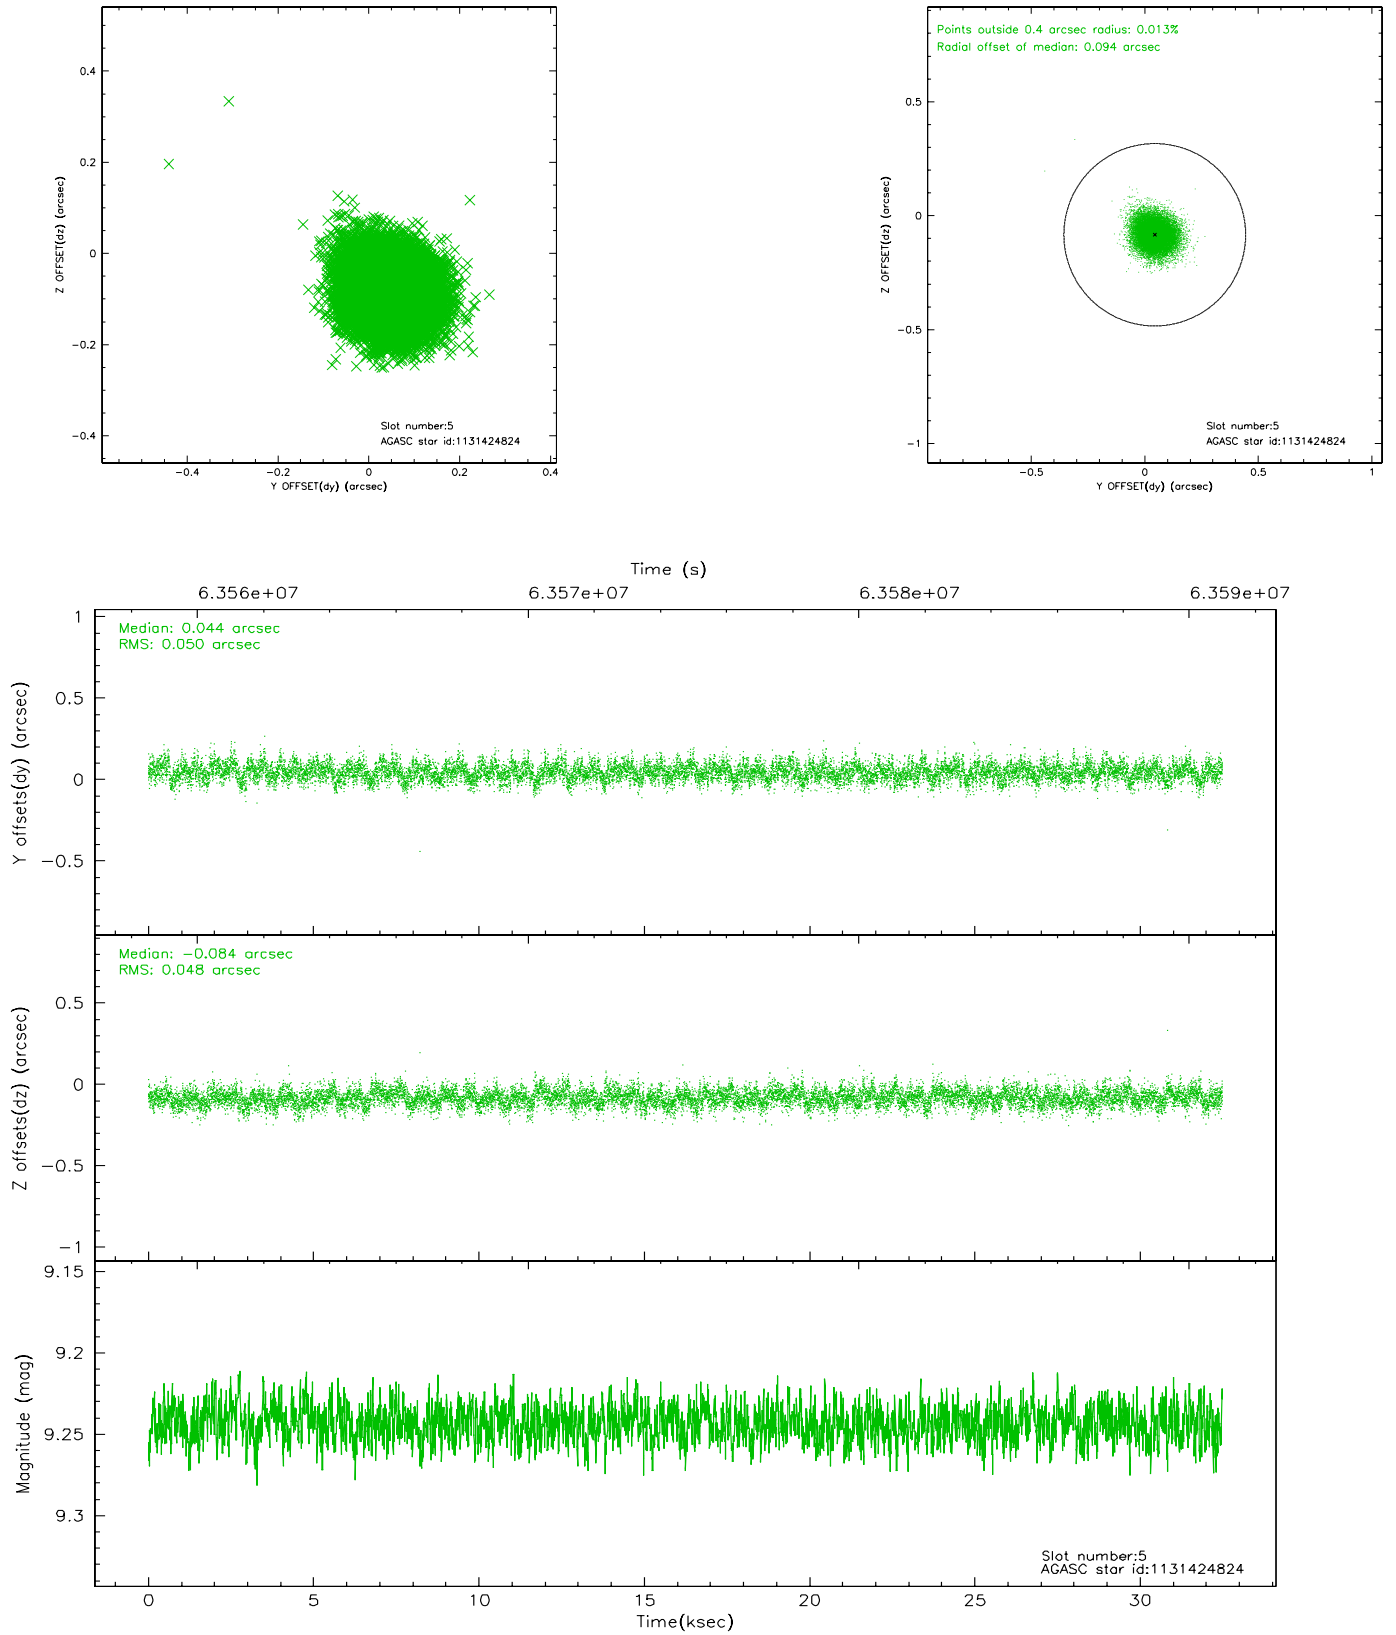 0.4
0.2
0
−0.2
−0.4
Z OFFSET(dz) (arcsec)
Slot number:5
AGASC star id:1131424824
−0.4
−0.2
0
0.2
0.4
Y OFFSET(dy) (arcsec)
Points outside 0.4 arcsec radius: 0.013%
Radial offset of median: 0.094 arcsec
0.5
0
−0.5
−1
Z OFFSET(dz) (arcsec)
Slot number:5
AGASC star id:1131424824
−0.5
0
0.5
1
Y OFFSET(dy) (arcsec)
Time (s)
6.356e+07
6.357e+07
6.358e+07
6.359e+07
Median: 0.044 arcsec
RMS: 0.050 arcsec
1
0.5
0
−0.5
Y offsets(dy) (arcsec)
Median: −0.084 arcsec
RMS: 0.048 arcsec
0.5
0
−0.5
−1
Z offsets(dz) (arcsec)
9.15
9.2
9.25
9.3
Magnitude (mag)
Slot number:5
AGASC star id:1131424824
0
5
10
15
20
25
30
Time(ksec)